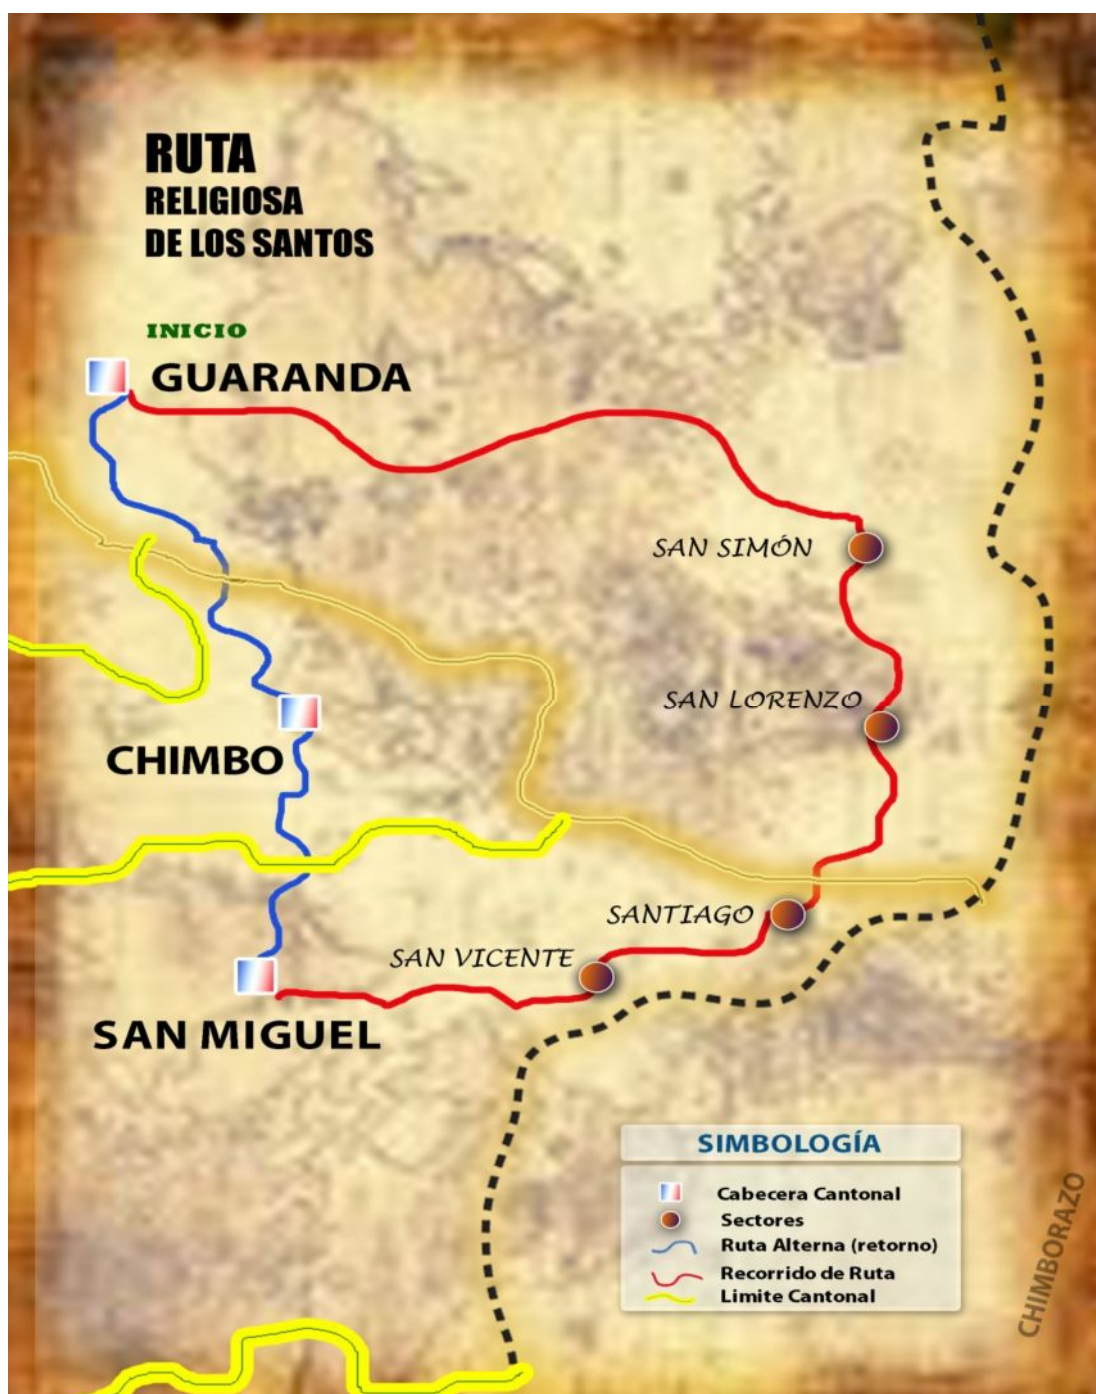 RUTA
RELIGIOSA
DE LOS SANTOS
INICIO
GUARANDA
SAN SIMÓN
SAN LORENZO
CHIMBO
SANTIAGO
SAN VICENTE
SAN MIGUEL
SIMBOLOGÍA
Cabecera Cantonal
Sectores
Ruta Alterna (retorno)
Recorrido de Ruta
Limite Cantonal
CHIMBORAZO